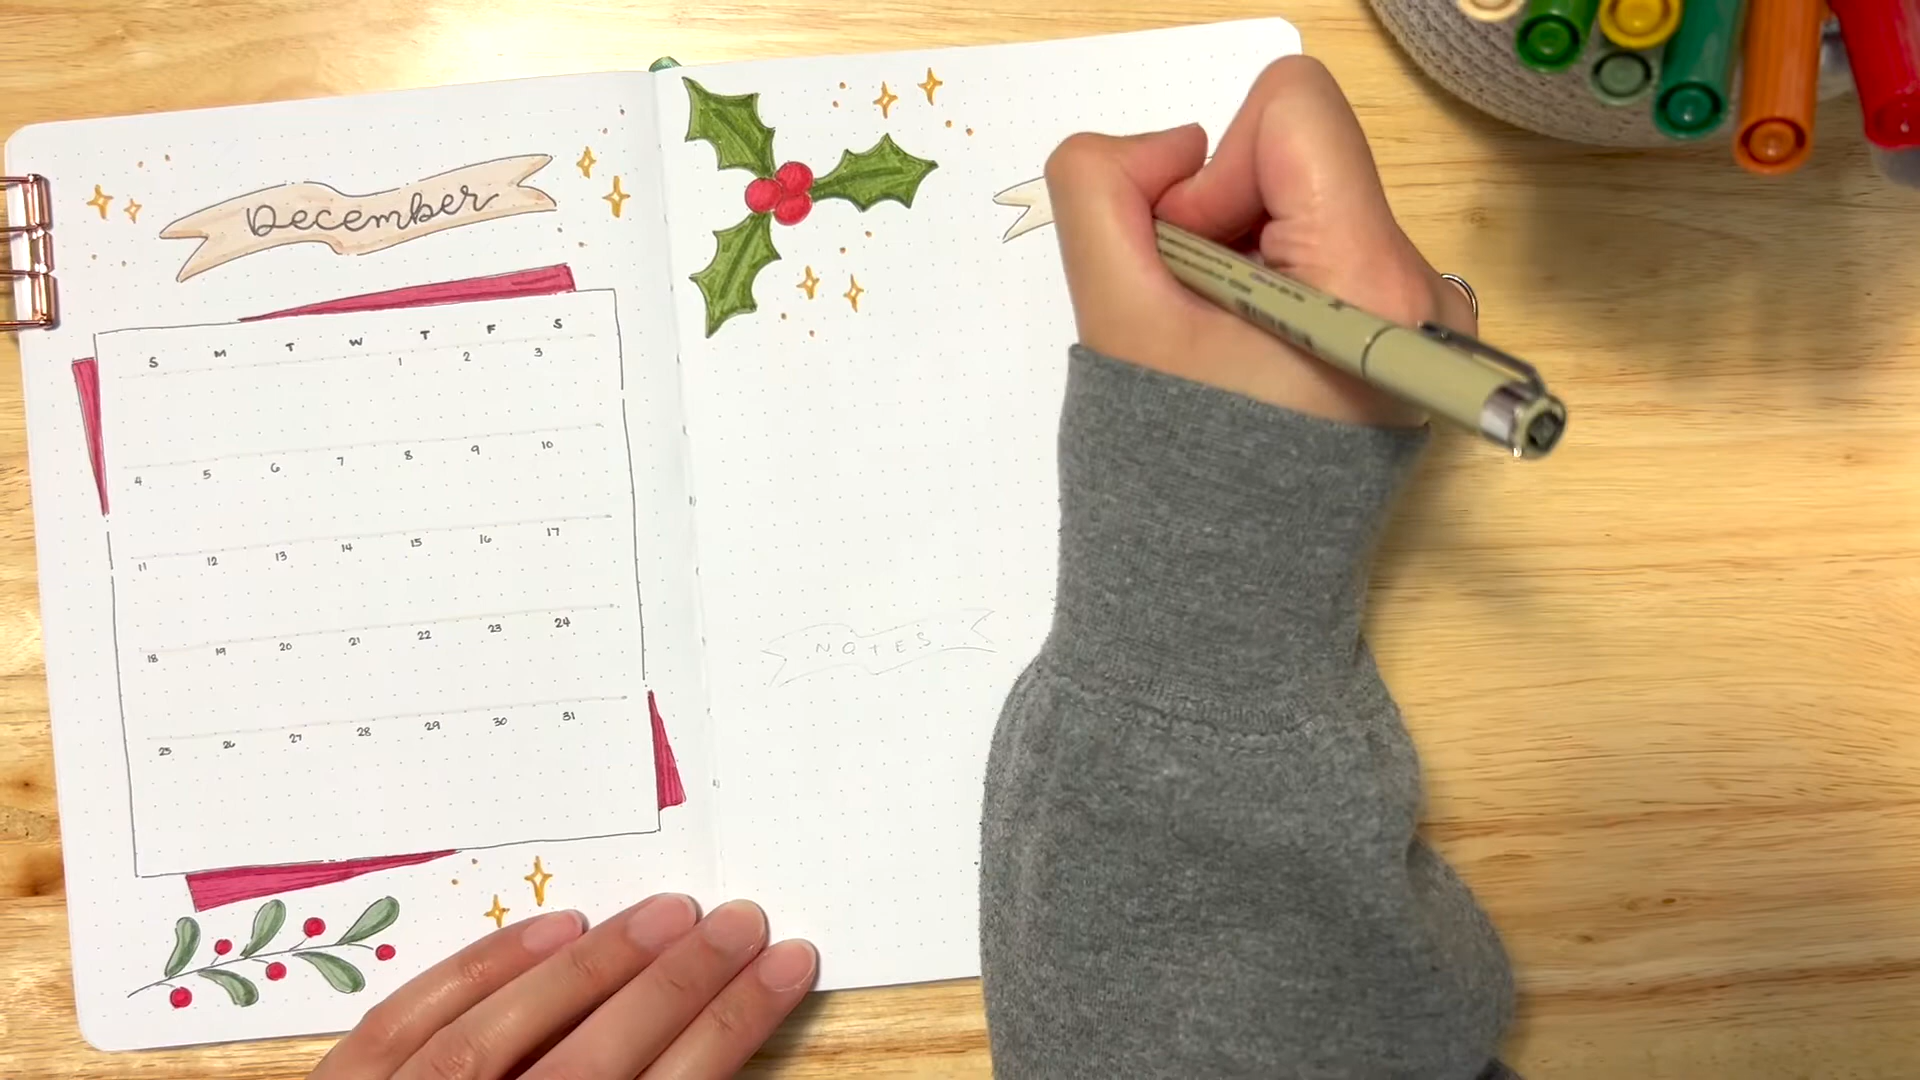 December
S M T W T F S
1 2 3
4 5 6 7 8 9 10
11 12 13 14 15 16 17
18 19 20 21 22 23 24
25 26 27 28 29 30 31
NOTES